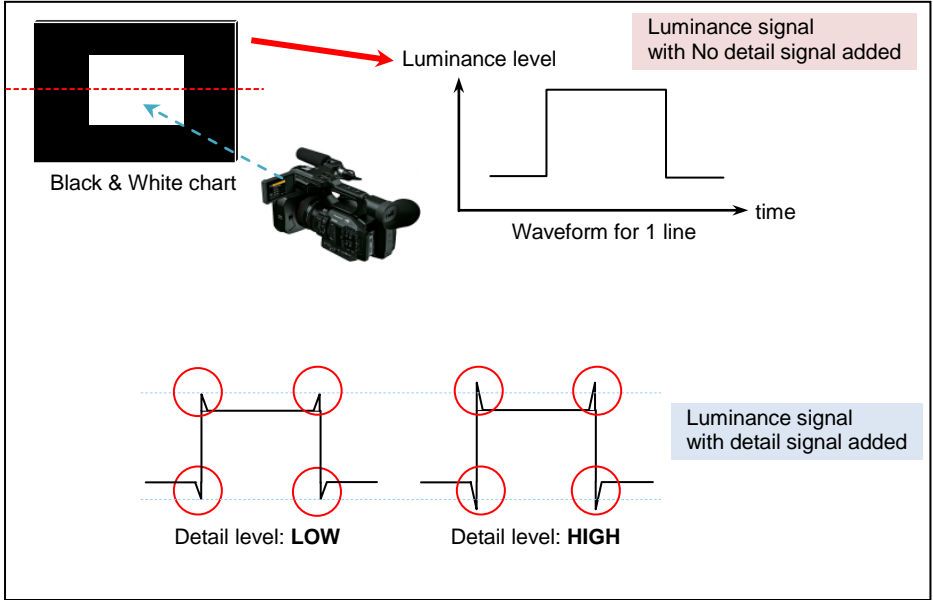 Luminance signal
with No detail signal added
Luminance level
Black & White chart
time
Waveform for 1 line
Luminance signal
with detail signal added
Detail level: LOW
Detail level: HIGH